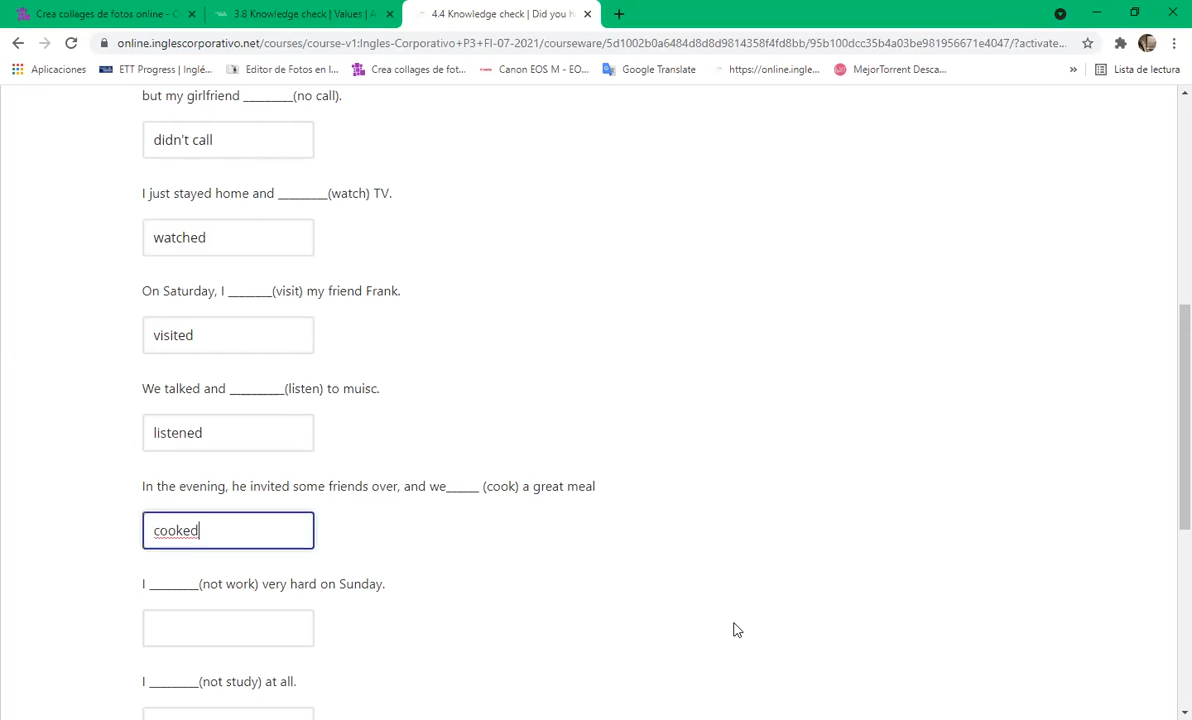 Crea collages de fotos online - C
3.8 Knowledge check | Values | A
4.4 Knowledge check | Did you h
online.inglescorporativo.net/courses/course-v1:Ingles-Corporativo+P3+FI-07-2021/courseware/5d1002b0a6484d8d8d9814358f4fd8bb/95b100dcc35b4a03be981956671e4047/?activate...
Aplicaciones
ETT Progress | Inglé...
Editor de Fotos en l...
Crea collages de fot...
Canon EOS M - EO...
Google Translate
https://online.ingle...
MejorTorrent Desca...
»
Lista de lectura
but my girlfriend ________(no call).
didn't call
I just stayed home and ________(watch) TV.
watched
On Saturday, I _______(visit) my friend Frank.
visited
We talked and _________(listen) to muisc.
listened
In the evening, he invited some friends over, and we_____ (cook) a great meal
cooked
I ________(not work) very hard on Sunday.
I ________(not study) at all.